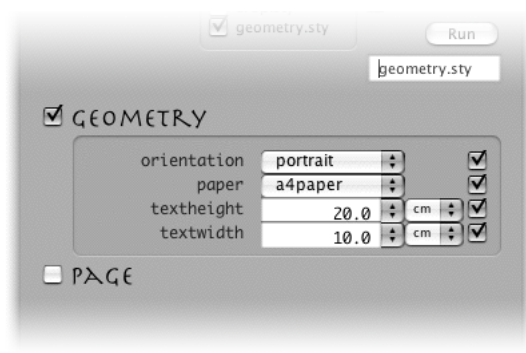 geometry.sty
Run
geometry.sty
GEOMETRY
orientation portrait
paper a4paper
textheight 20.0 cm
textwidth 10.0 cm
PAGE